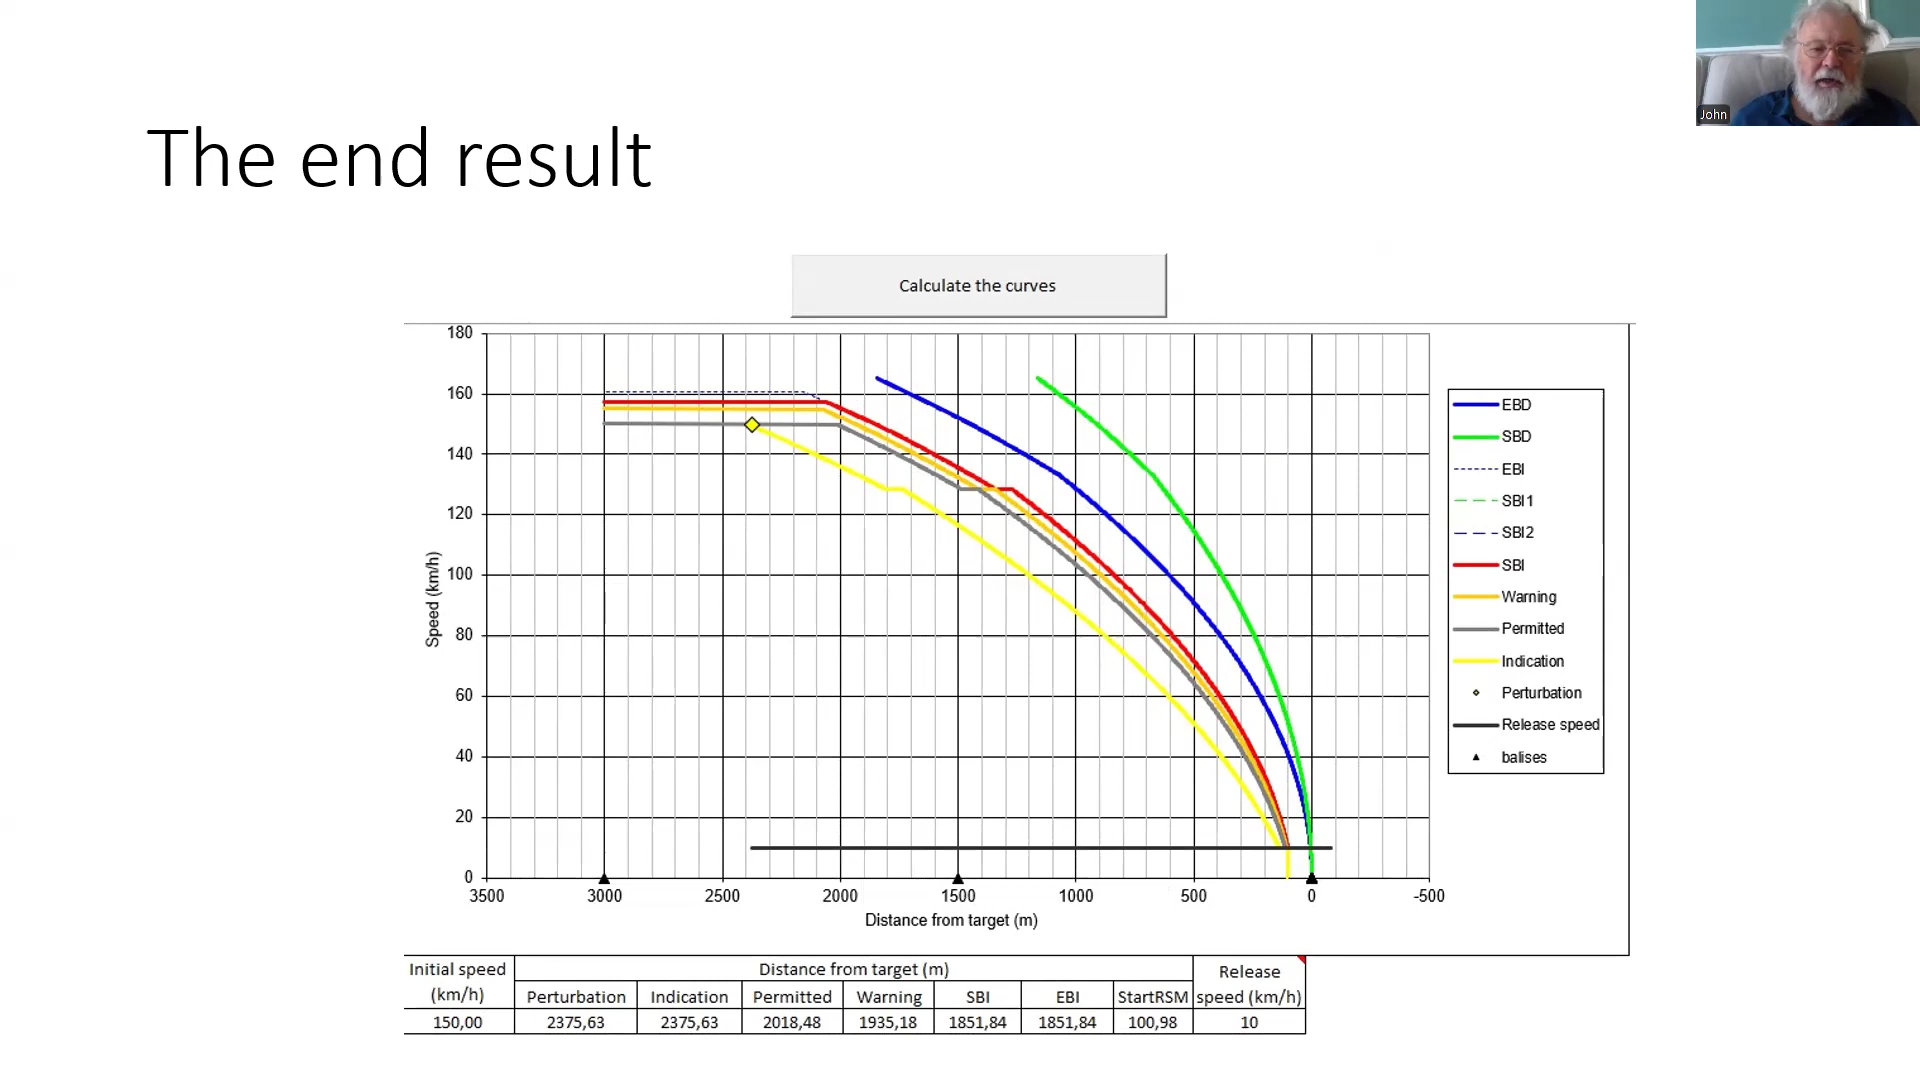 John
The end result
Calculate the curves
180
160
140
120
100
80
60
40
20
0
Speed (km/h)
3500 3000 2500 2000 1500 1000 500 0 -500
Distance from target (m)
EBD
SBD
EBI
SBI1
SBI2
SBI
Warning
Permitted
Indication
Perturbation
Release speed
balises
Initial speed (km/h) Distance from target (m) Release speed (km/h)
Perturbation Indication Permitted Warning SBI EBI StartRSM
150,00 2375,63 2375,63 2018,48 1935,18 1851,84 1851,84 100,98 10